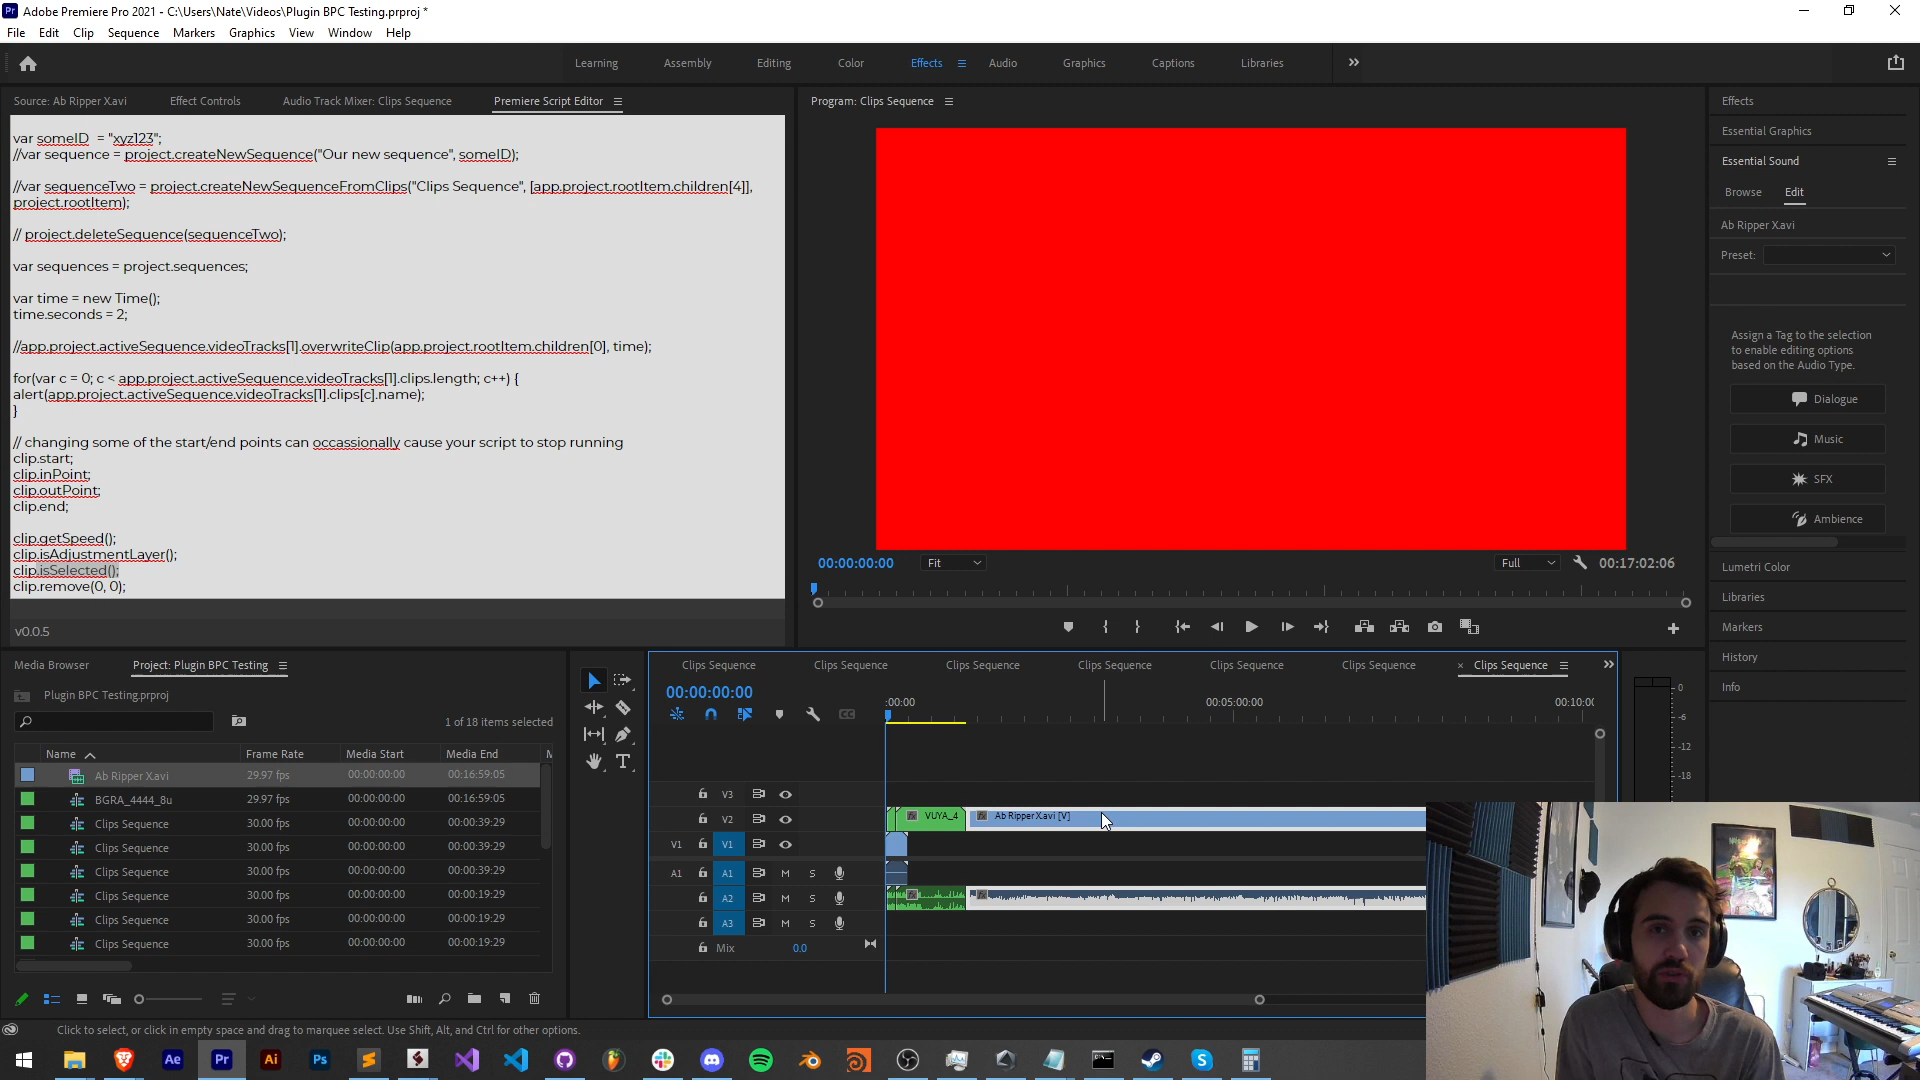 Adobe Premiere Pro 2021 - C:\Users\Nate\Videos\Plugin BPC Testing.prproj *
File Edit Clip Sequence Markers Graphics View Window Help
Learning Assembly Editing Color Effects Audio Graphics Captions Libraries
Source: Ab Ripper X.avi Effect Controls Audio Track Mixer: Clips Sequence Premiere Script Editor
var someID = "xyz123";
//var sequence = project.createNewSequence("Our new sequence", someID);
//var sequenceTwo = project.createNewSequenceFromClips("Clips Sequence", [app.project.rootItem.children[4]],
project.rootItem);
// project.deleteSequence(sequenceTwo);
var sequences = project.sequences;
var time = new Time();
time.seconds = 2;
//app.project.activeSequence.videoTracks[1].overwriteClip(app.project.rootItem.children[0], time);
for(var c = 0; c < app.project.activeSequence.videoTracks[1].clips.length; c++) {
alert(app.project.activeSequence.videoTracks[1].clips[c].name);
}
// changing some of the start/end points can occassionally cause your script to stop running
clip.start;
clip.inPoint;
clip.outPoint;
clip.end;
clip.getSpeed();
clip.isAdjustmentLayer();
clip.isSelected();
clip.remove(0, 0);
v0.0.5
Program: Clips Sequence
00:00:00:00 Fit Full 00:17:02:06
Effects
Essential Graphics
Essential Sound
Browse Edit
Ab Ripper X.avi
Preset:
Assign a Tag to the selection
to enable editing options
based on the Audio Type.
Dialogue
Music
SFX
Ambience
Lumetri Color
Libraries
Markers
History
Info
Media Browser Project: Plugin BPC Testing
Plugin BPC Testing.prproj
1 of 18 items selected
Name Frame Rate Media Start Media End
Ab Ripper X.avi 29.97 fps 00:00:00:00 00:16:59:05
BGRA_4444_8u 29.97 fps 00:00:00:00 00:16:59:05
Clips Sequence 30.00 fps 00:00:00:00 00:00:39:29
Clips Sequence 30.00 fps 00:00:00:00 00:00:39:29
Clips Sequence 30.00 fps 00:00:00:00 00:00:39:29
Clips Sequence 30.00 fps 00:00:00:00 00:00:19:29
Clips Sequence 30.00 fps 00:00:00:00 00:00:39:29
Clips Sequence 30.00 fps 00:00:00:00 00:00:19:29
Clips Sequence Clips Sequence Clips Sequence Clips Sequence Clips Sequence Clips Sequence × Clips Sequence
00:00:00:00
:00:00 00:05:00:00 00:10:0
V3
V2 VUYA_4 Ab Ripper X.avi [V]
V1 V1
A1 A1 M S
A2 M S
A3 M S
Mix 0.0
0
-6
-12
-18
Click to select, or click in empty space and drag to marquee select. Use Shift, Alt, and Ctrl for other options.
Ae Pr Ai Ps